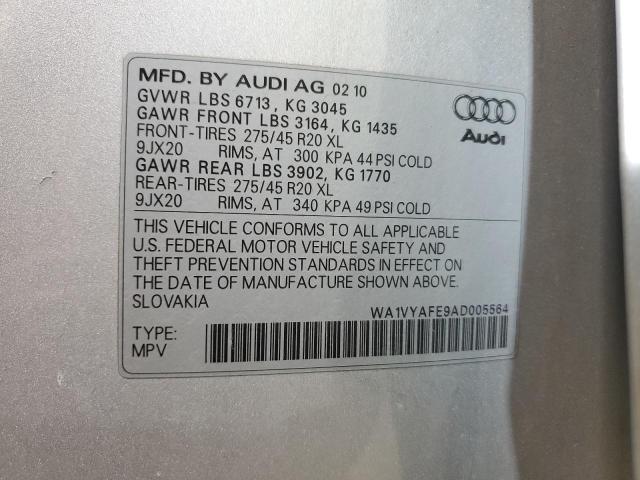 MFD. BY AUDI AG 02 10
GVWR LBS 6713, KG 3045
GAWR FRONT LBS 3164, KG 1435
FRONT-TIRES 275/45 R20 XL
9JX20 RIMS, AT 300 KPA 44 PSI COLD
GAWR REAR LBS 3902, KG 1770
REAR-TIRES 275/45 R20 XL
9JX20 RIMS, AT 340 KPA 49 PSI COLD
Audi
THIS VEHICLE CONFORMS TO ALL APPLICABLE
U.S. FEDERAL MOTOR VEHICLE SAFETY AND
THEFT PREVENTION STANDARDS IN EFFECT ON
THE DATE OF MANUFACTURE SHOWN ABOVE.
SLOVAKIA
WA1VYAFE9AD005564
TYPE:
MPV